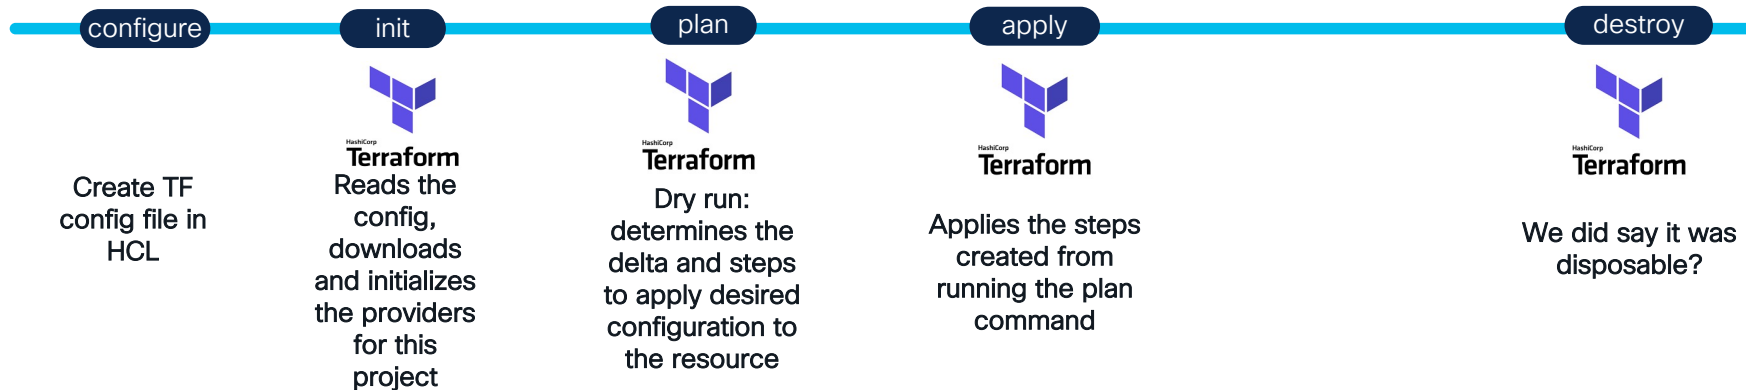 configure
init
plan
apply
destroy
HashiCorp
Terraform
HashiCorp
Terraform
HashiCorp
Terraform
HashiCorp
Terraform
Create TF
config file in
HCL
Reads the
config,
downloads
and initializes
the providers
for this
project
Dry run:
determines the
delta and steps
to apply desired
configuration to
the resource
Applies the steps
created from
running the plan
command
We did say it was
disposable?